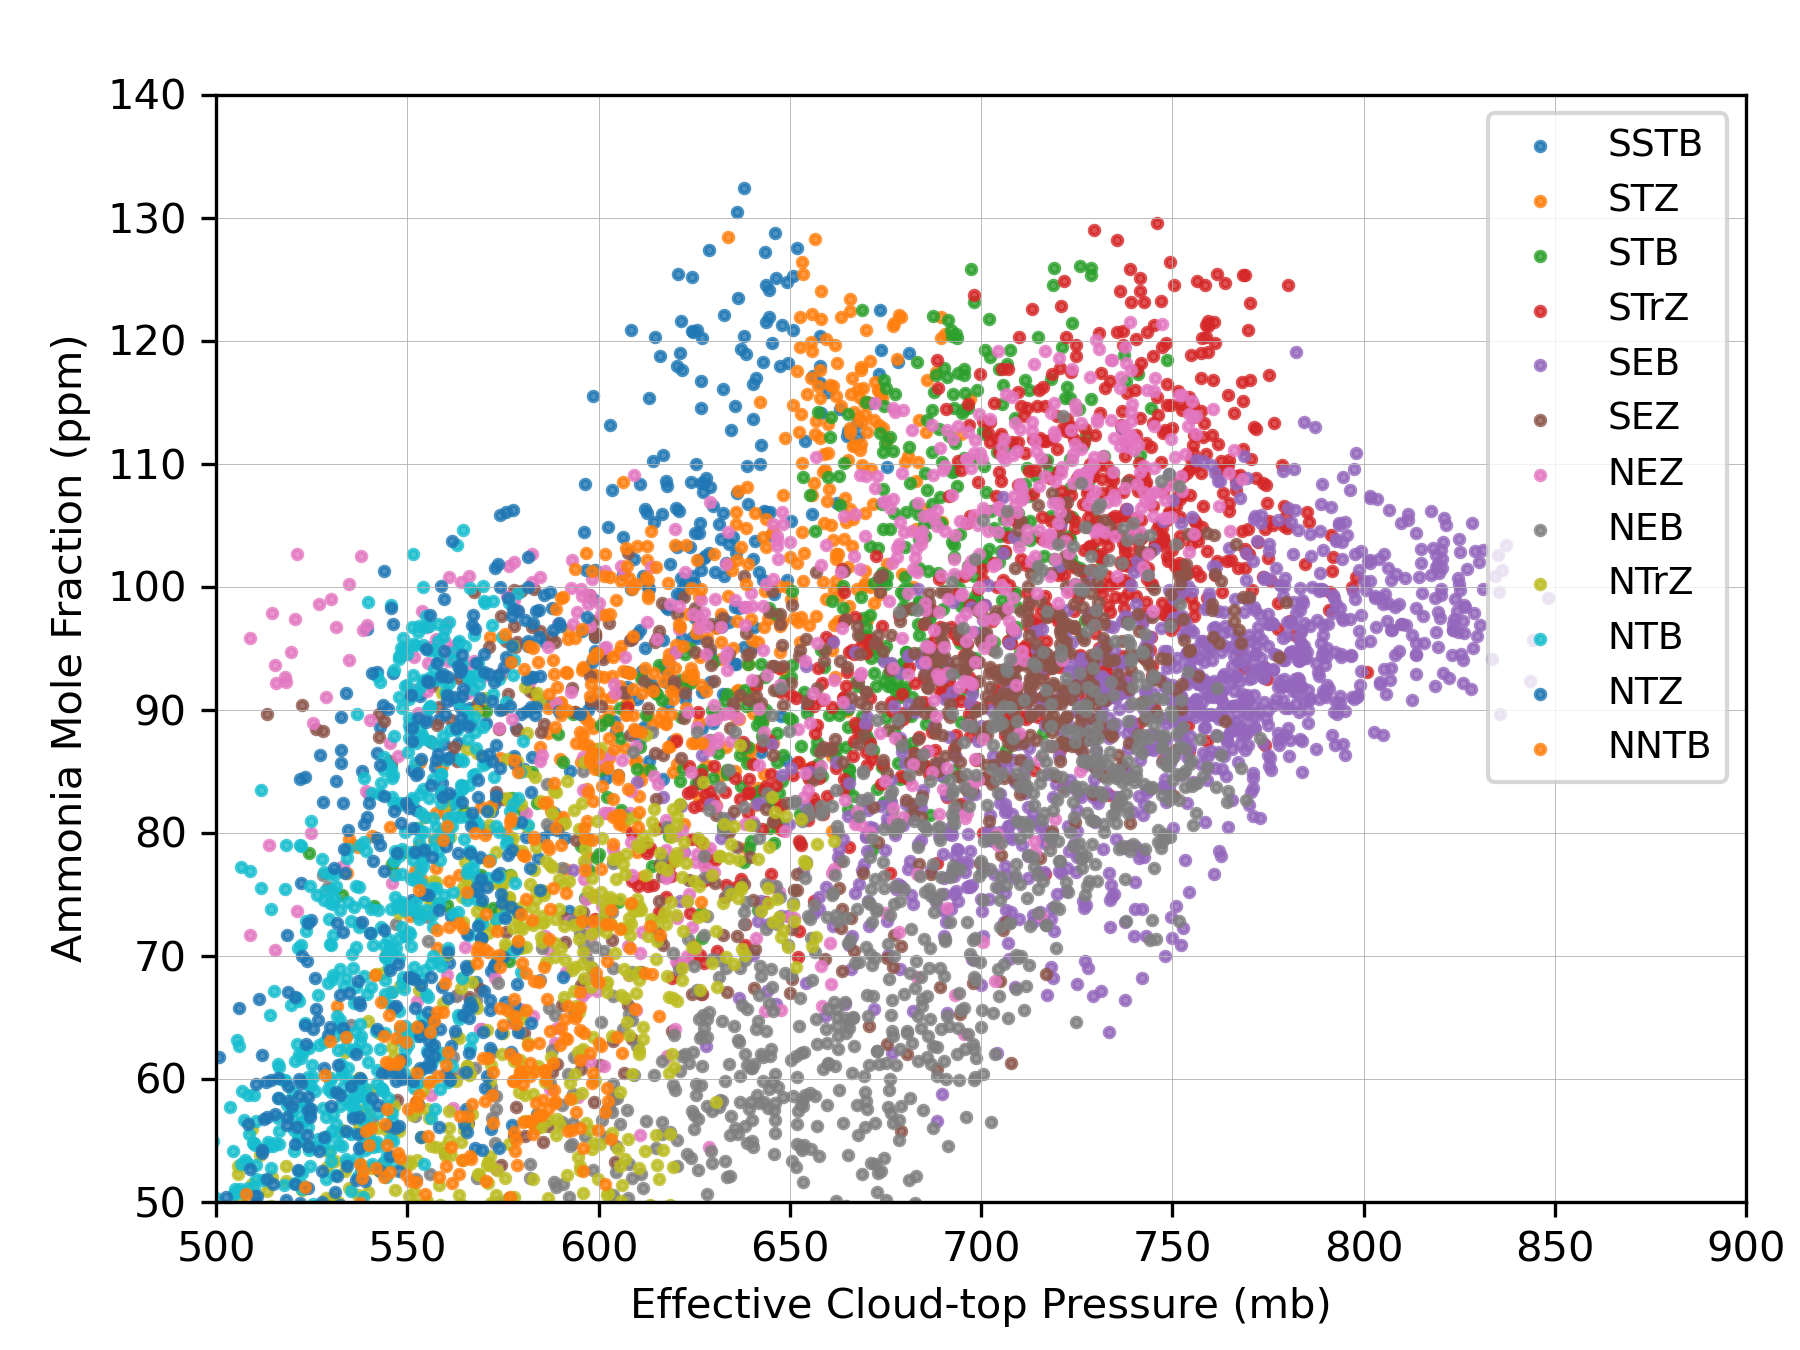 140
130
120
110
100
90
80
70
60
50
Ammonia Mole Fraction (ppm)
500 550 600 650 700 750 800 850 900
Effective Cloud-top Pressure (mb)
SSTB
STZ
STB
STrZ
SEB
SEZ
NEZ
NEB
NTrZ
NTB
NTZ
NNTB